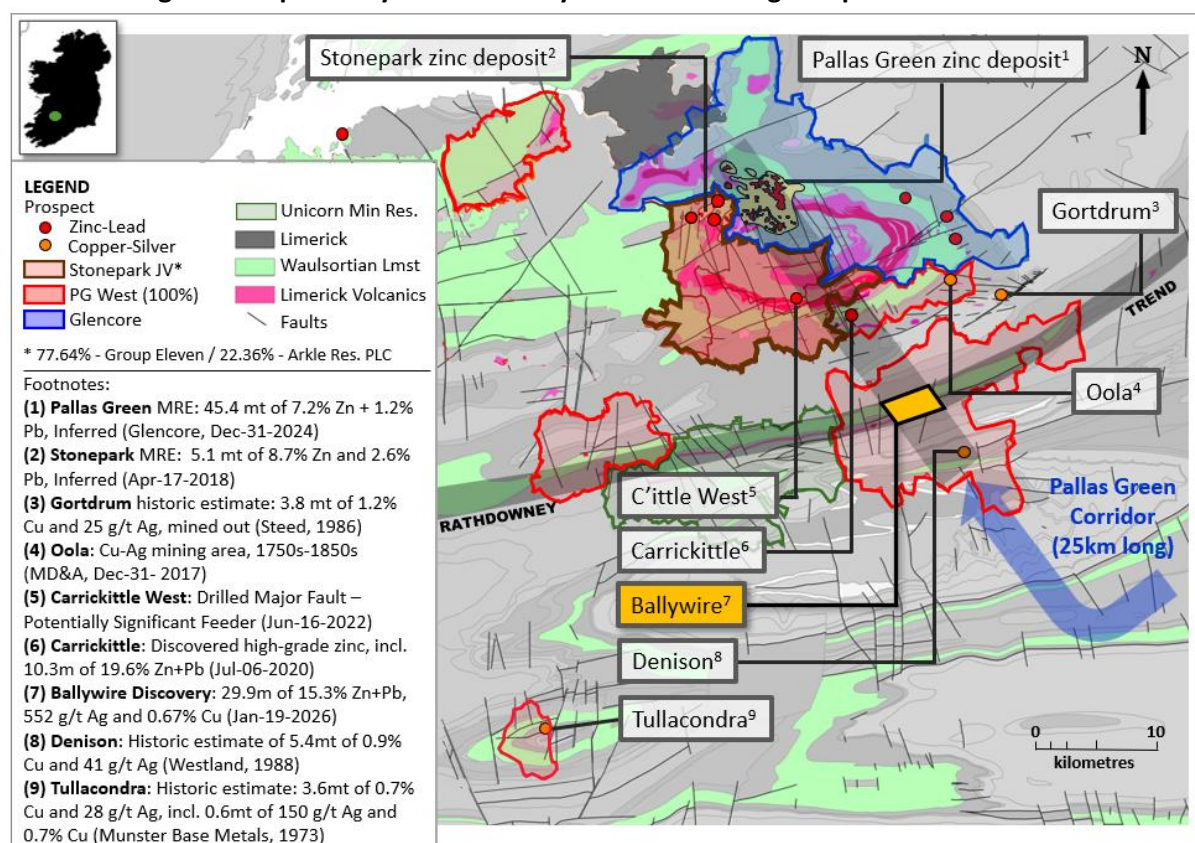 Stonepark zinc deposit²
Pallas Green zinc deposit¹
N
Gortdrum³
LEGEND
Prospect
Zinc-Lead
Copper-Silver
Stonepark JV*
PG West (100%)
Glencore
Unicorn Min Res.
Limerick
Waulsortian Lmst
Limerick Volcanics
Faults
* 77.64% - Group Eleven / 22.36% - Arkle Res. PLC
Footnotes:
(1) Pallas Green MRE: 45.4 mt of 7.2% Zn + 1.2%
Pb, Inferred (Glencore, Dec-31-2024)
(2) Stonepark MRE:  5.1 mt of 8.7% Zn and 2.6%
Pb, Inferred (Apr-17-2018)
(3) Gortdrum historic estimate: 3.8 mt of 1.2%
Cu and 25 g/t Ag, mined out (Steed, 1986)
(4) Oola: Cu-Ag mining area, 1750s-1850s
(MD&A, Dec-31- 2017)
(5) Carrickittle West: Drilled Major Fault –
Potentially Significant Feeder (Jun-16-2022)
(6) Carrickittle: Discovered high-grade zinc, incl.
10.3m of 19.6% Zn+Pb (Jul-06-2020)
(7) Ballywire Discovery: 29.9m of 15.3% Zn+Pb,
552 g/t Ag and 0.67% Cu (Jan-19-2026)
(8) Denison: Historic estimate of 5.4mt of 0.9%
Cu and 41 g/t Ag (Westland, 1988)
(9) Tullacondra: Historic estimate: 3.6mt of 0.7%
Cu and 28 g/t Ag, incl. 0.6mt of 150 g/t Ag and
0.7% Cu (Munster Base Metals, 1973)
TREND
Oola⁴
C'ittle West⁵
RATHDOWNEY
Carrickittle⁶
Pallas Green
Corridor
(25km long)
Ballywire⁷
Denison⁸
Tullacondra⁹
0 10
kilometres